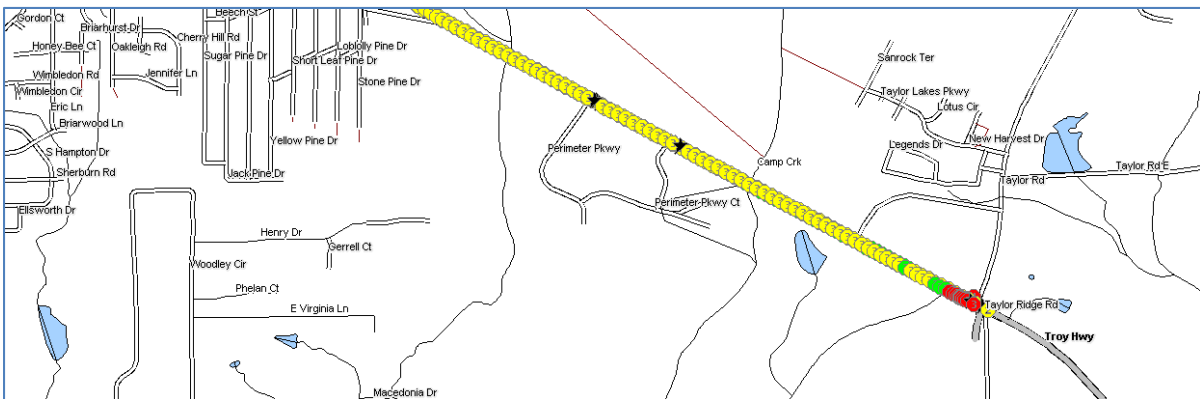 Gordon Ct
Briarhurst Dr
Beech St
Honey Bee Ct
Oakleigh Rd
Cherry Hill Rd
Sugar Pine Dr
Loblolly Pine Dr
Short Leaf Pine Dr
Stone Pine Dr
Wimbledon Rd
Jennifer Ln
Wimbledon Cir
Eric Ln
Briarwood Ln
Yellow Pine Dr
S Hampton Dr
Sherburn Rd
Jack Pine Dr
Ellsworth Dr
Henry Dr
Gerrell Ct
Woodley Cir
Phelan Ct
E Virginia Ln
Macedonia Dr
Perimeter Pkwy
Perimeter Pkwy Ct
Camp Crk
Sanrock Ter
Taylor Lakes Pkwy
Lotus Cir
New Harvest Dr
Legends Dr
Taylor Rd
Taylor Rd E
Taylor Ridge Rd
2
Troy Hwy